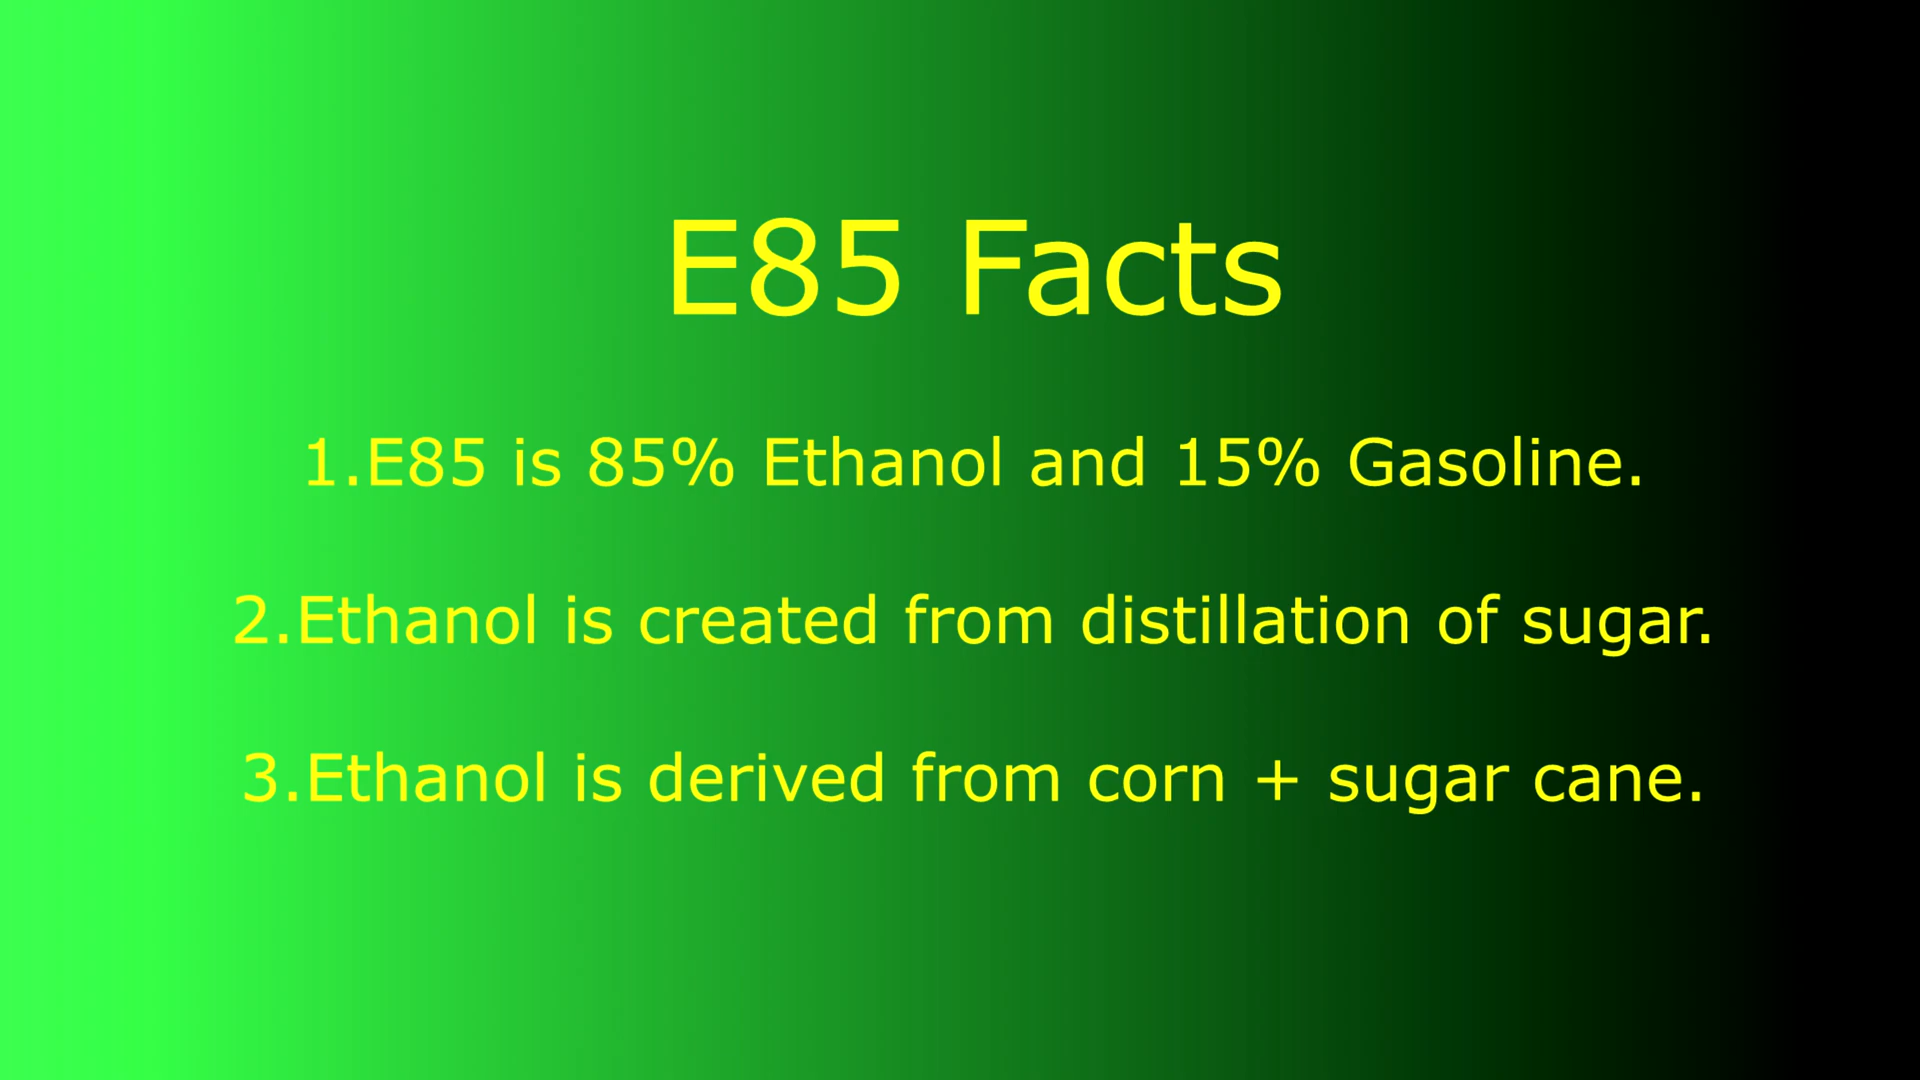 E85 Facts
1.E85 is 85% Ethanol and 15% Gasoline.
2.Ethanol is created from distillation of sugar.
3.Ethanol is derived from corn + sugar cane.